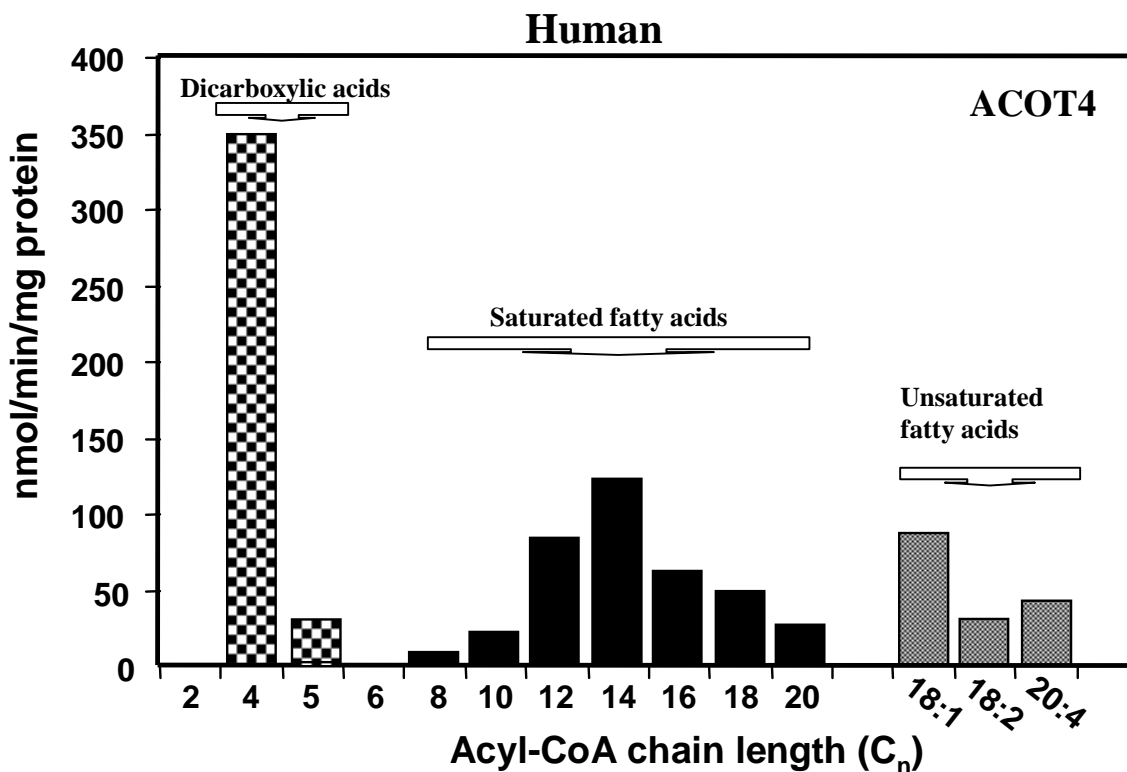 Human
400
350
300
250
200
150
100
50
0
nmol/min/mg protein
Dicarboxylic acids
ACOT4
Saturated fatty acids
Unsaturated
fatty acids
2 4 5 6 8 10 12 14 16 18 20 18:1 18:2 20:4
Acyl-CoA chain length (Cn)